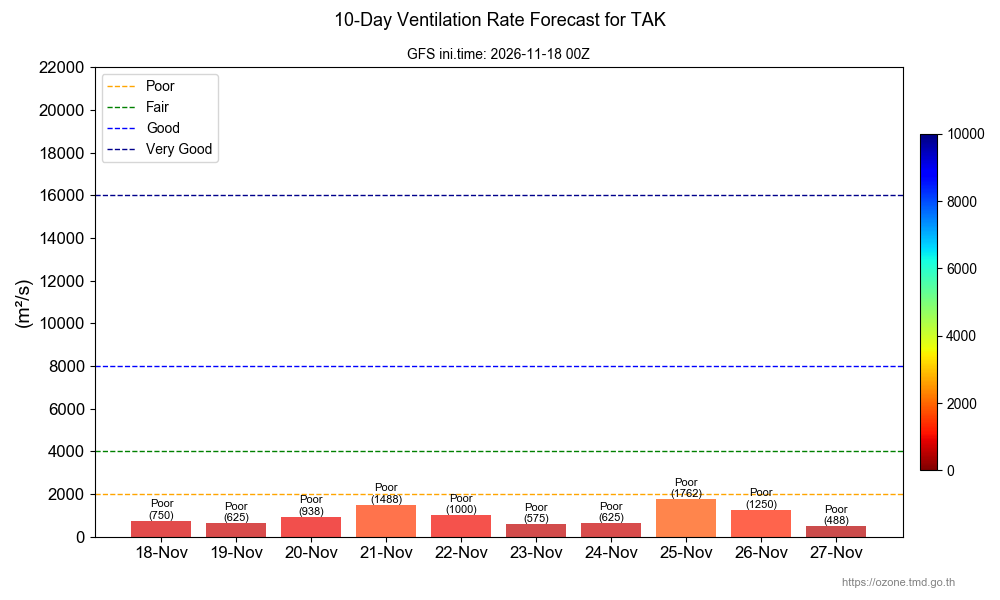 10-Day Ventilation Rate Forecast for TAK
GFS ini.time: 2026-11-18 00Z
(m²/s)
22000
20000
18000
16000
14000
12000
10000
8000
6000
4000
2000
0
Poor
Fair
Good
Very Good
Poor
(750)
Poor
(625)
Poor
(938)
Poor
(1488)
Poor
(1000)
Poor
(575)
Poor
(625)
Poor
(1762)
Poor
(1250)
Poor
(488)
18-Nov 19-Nov 20-Nov 21-Nov 22-Nov 23-Nov 24-Nov 25-Nov 26-Nov 27-Nov
10000
8000
6000
4000
2000
0
https://ozone.tmd.go.th